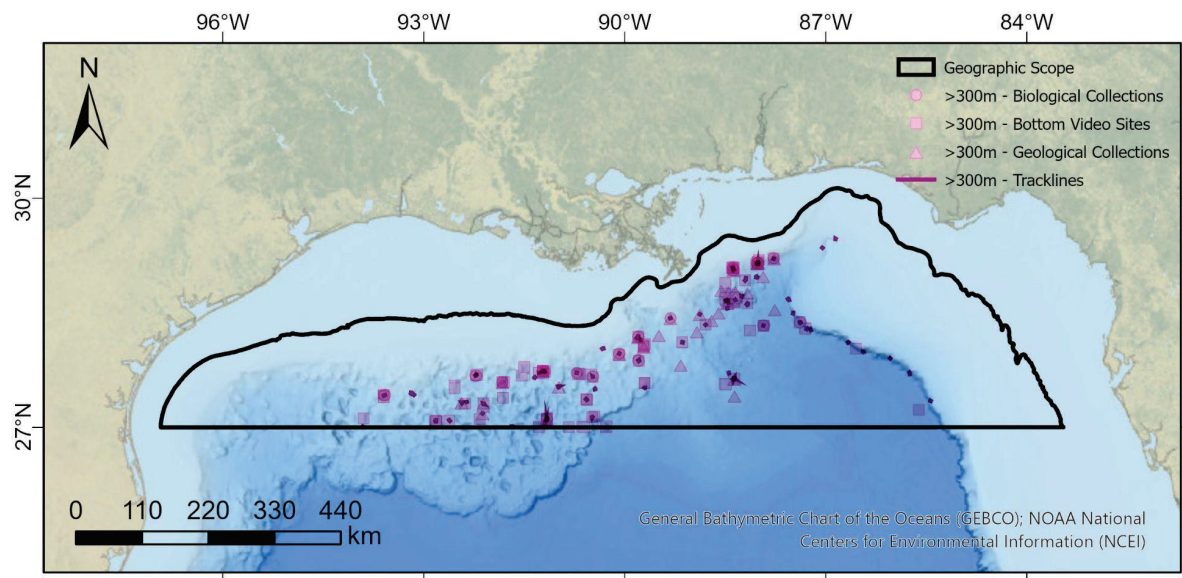 96°W 93°W 90°W 87°W 84°W
N
Geographic Scope
>300m - Biological Collections
>300m - Bottom Video Sites
>300m - Geological Collections
>300m - Tracklines
30°N
27°N
0 110 220 330 440
km
General Bathymetric Chart of the Oceans (GEBCO); NOAA National
Centers for Environmental Information (NCEI)